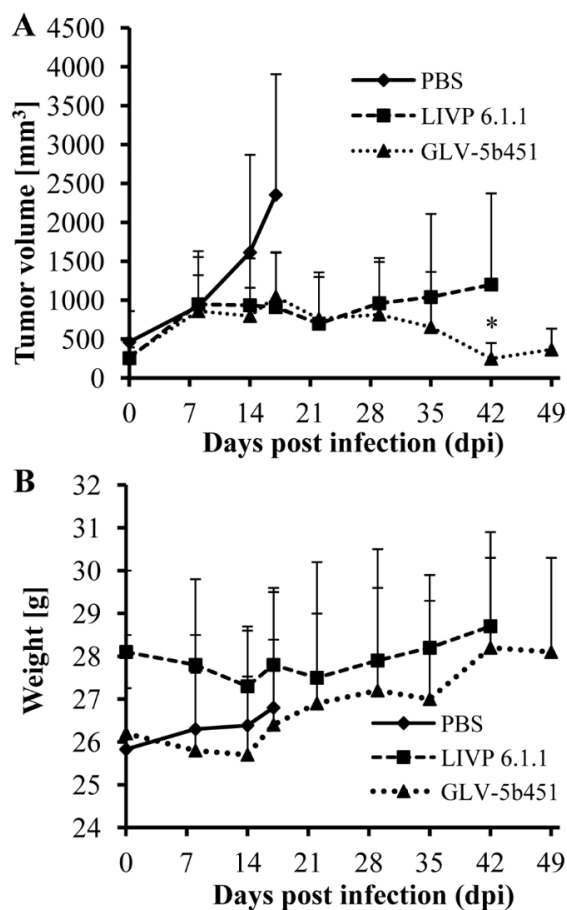 A
4500
4000
3500
3000
2500
2000
1500
1000
500
0
Tumor volume [mm³]
PBS
LIVP 6.1.1
GLV-5b451
*
0 7 14 21 28 35 42 49
Days post infection (dpi)
B
32
31
30
29
28
27
26
25
24
Weight [g]
PBS
LIVP 6.1.1
GLV-5b451
0 7 14 21 28 35 42 49
Days post infection (dpi)